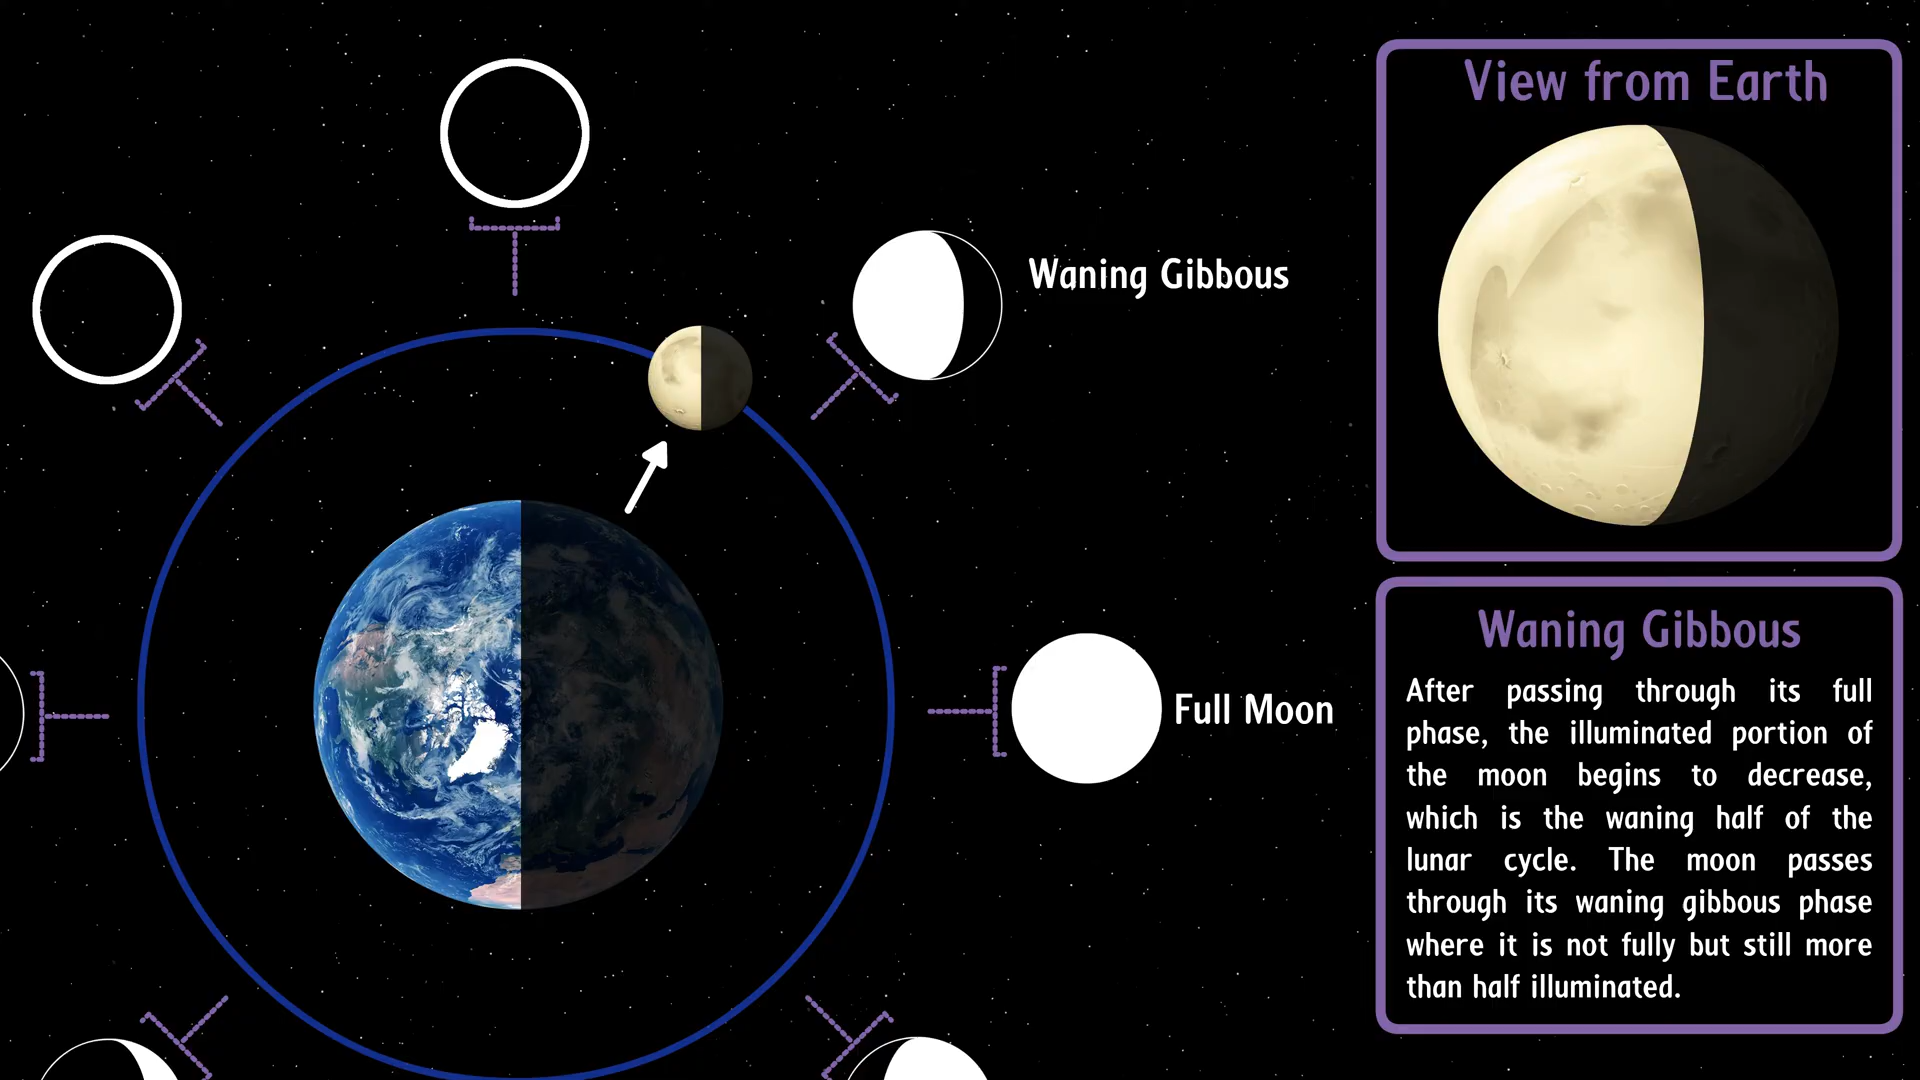 View from Earth
Waning Gibbous
Full Moon
Waning Gibbous
After passing through its full
phase, the illuminated portion of
the moon begins to decrease,
which is the waning half of the
lunar cycle. The moon passes
through its waning gibbous phase
where it is not fully but still more
than half illuminated.